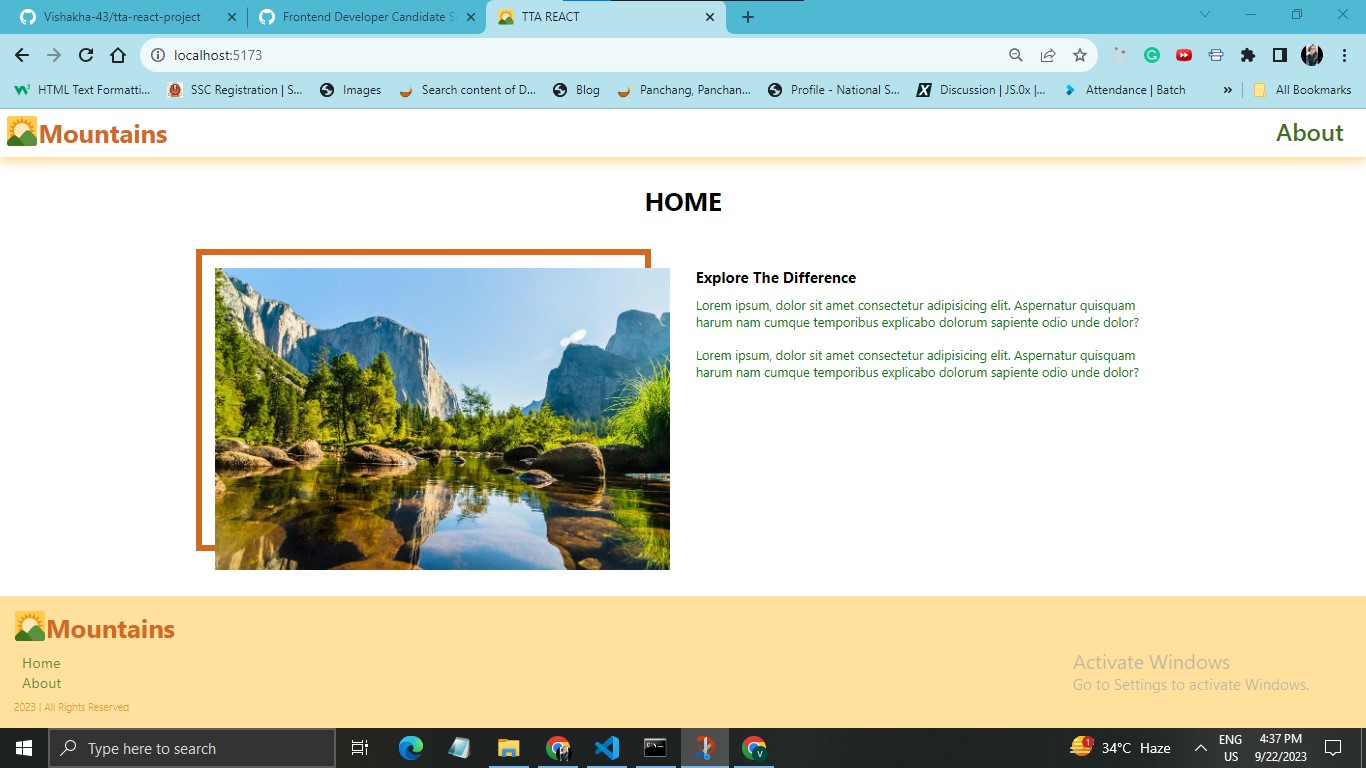 Vishakha-43/tta-react-project
Frontend Developer Candidate S
TTA REACT
localhost:5173
HTML Text Formatti...
SSC Registration | S...
Images
Search content of D...
Blog
Panchang, Panchan...
Profile - National S...
Discussion | JS.0x |...
Attendance | Batch
»
All Bookmarks
Mountains
About
HOME
Explore The Difference
Lorem ipsum, dolor sit amet consectetur adipisicing elit. Aspernatur quisquam
harum nam cumque temporibus explicabo dolorum sapiente odio unde dolor?
Lorem ipsum, dolor sit amet consectetur adipisicing elit. Aspernatur quisquam
harum nam cumque temporibus explicabo dolorum sapiente odio unde dolor?
Mountains
Home
About
2023 | All Rights Reserved
Activate Windows
Go to Settings to activate Windows.
Type here to search
1
34°C Haze
ENG
US
4:37 PM
9/22/2023